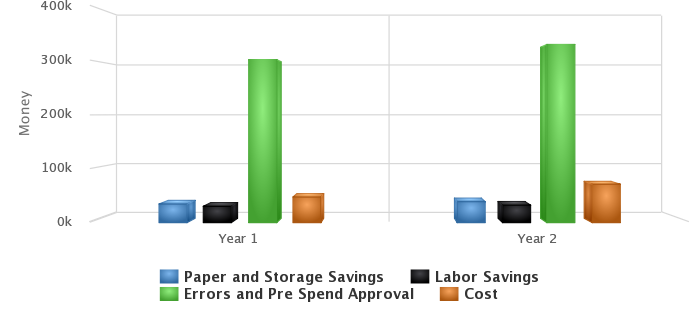 400k
300k
200k
100k
0k
Money
Year 1
Year 2
Paper and Storage Savings
Labor Savings
Errors and Pre Spend Approval
Cost